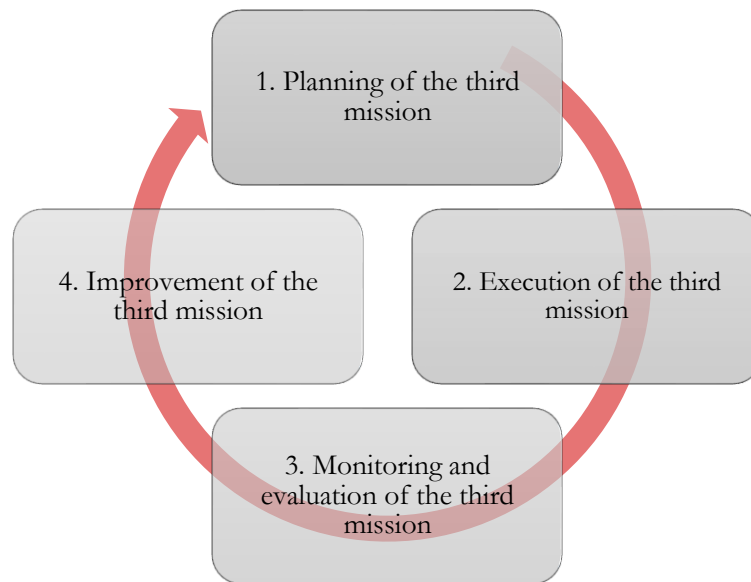 1. Planning of the third
mission
2. Execution of the third
mission
3. Monitoring and
evaluation of the third
mission
4. Improvement of the
third mission